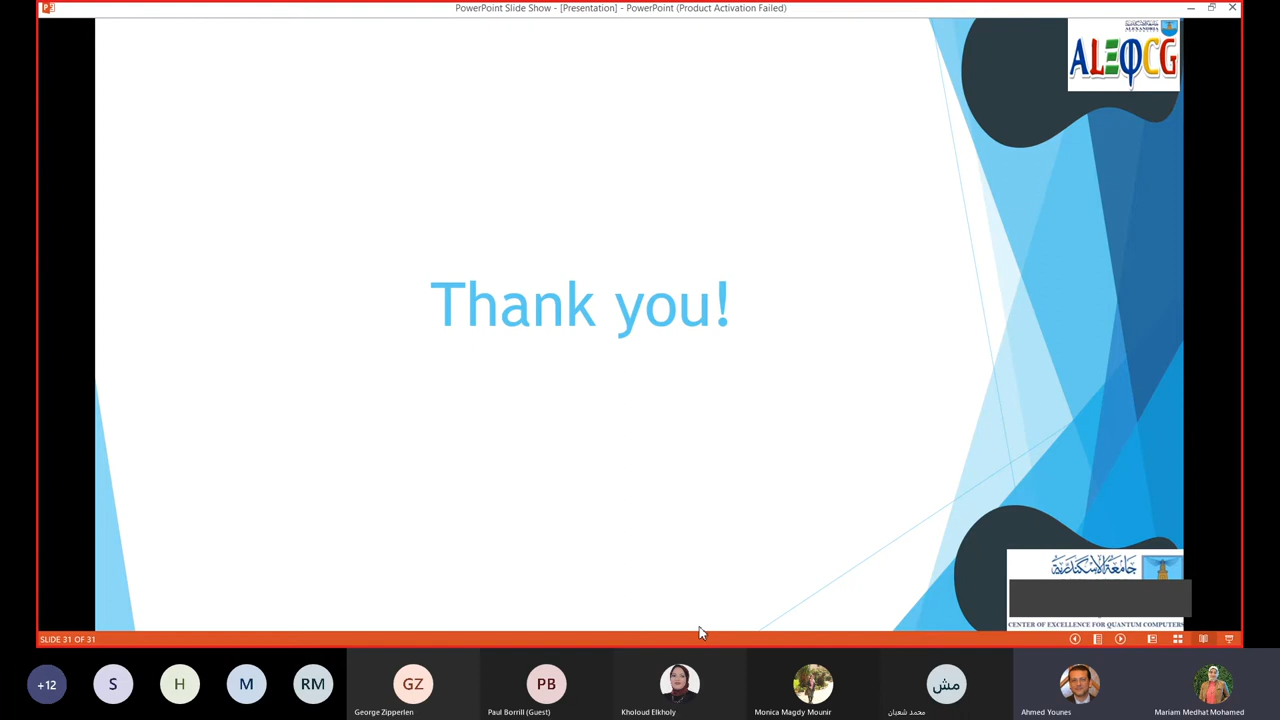 PowerPoint Slide Show - [Presentation] - PowerPoint (Product Activation Failed)
ALEXANDRIA
ALEφCG
Thank you!
جامعة الإسكندرية
CENTER OF EXCELLENCE FOR QUANTUM COMPUTERS
SLIDE 31 OF 31
+12
S
H
M
RM
GZ
PB
مش
George Zipperlen
Paul Borrill (Guest)
Kholoud Elkholy
Monica Magdy Mounir
محمد شعبان
Ahmed Younes
Mariam Medhat Mohamed